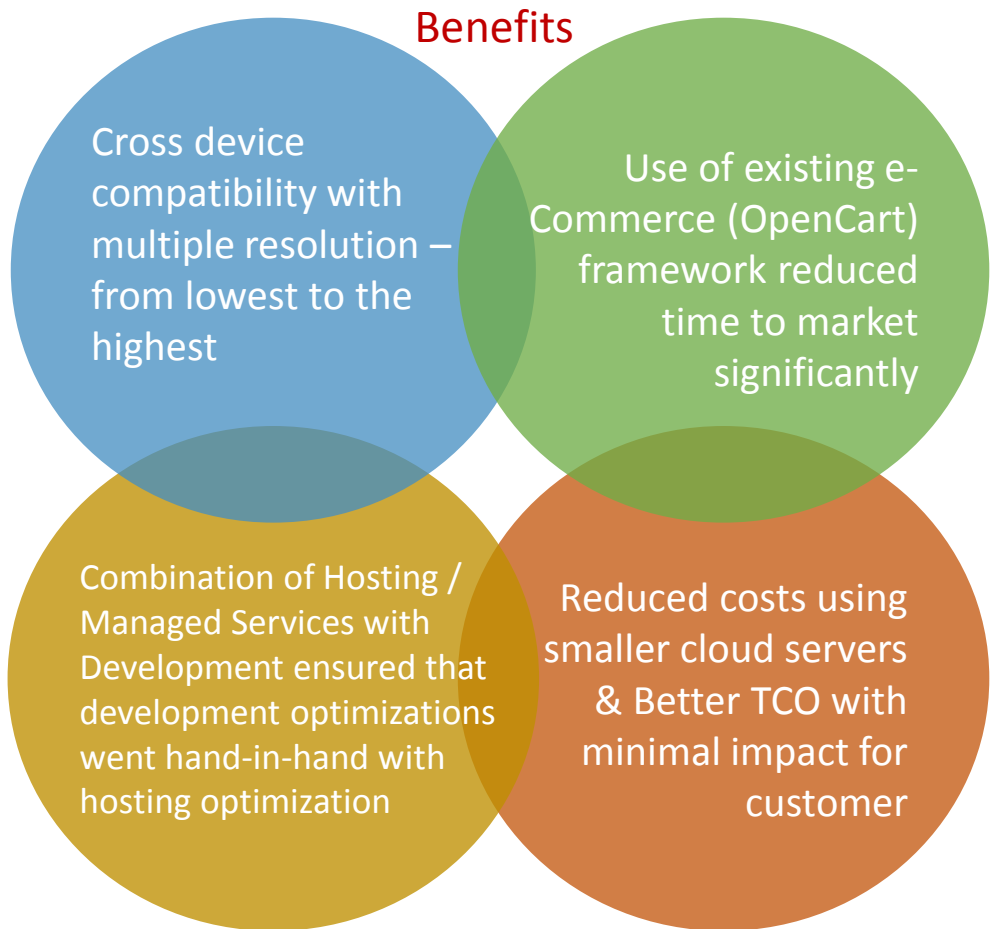 Benefits
Cross device
compatibility with
multiple resolution –
from lowest to the
highest
Use of existing e-
Commerce (OpenCart)
framework reduced
time to market
significantly
Combination of Hosting /
Managed Services with
Development ensured that
development optimizations
went hand-in-hand with
hosting optimization
Reduced costs using
smaller cloud servers
& Better TCO with
minimal impact for
customer